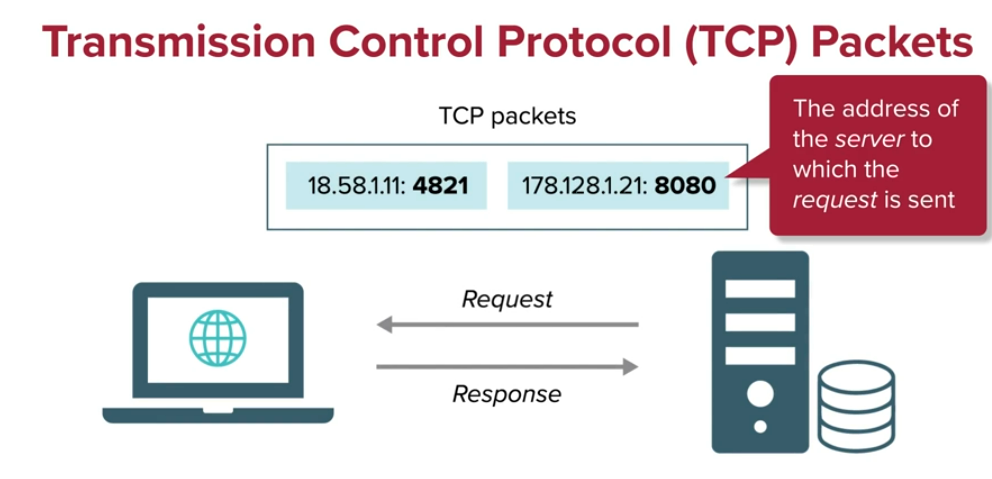 Transmission Control Protocol (TCP) Packets
TCP packets
18.58.1.11: 4821
178.128.1.21: 8080
The address of
the server to
which the
request is sent
Request
Response